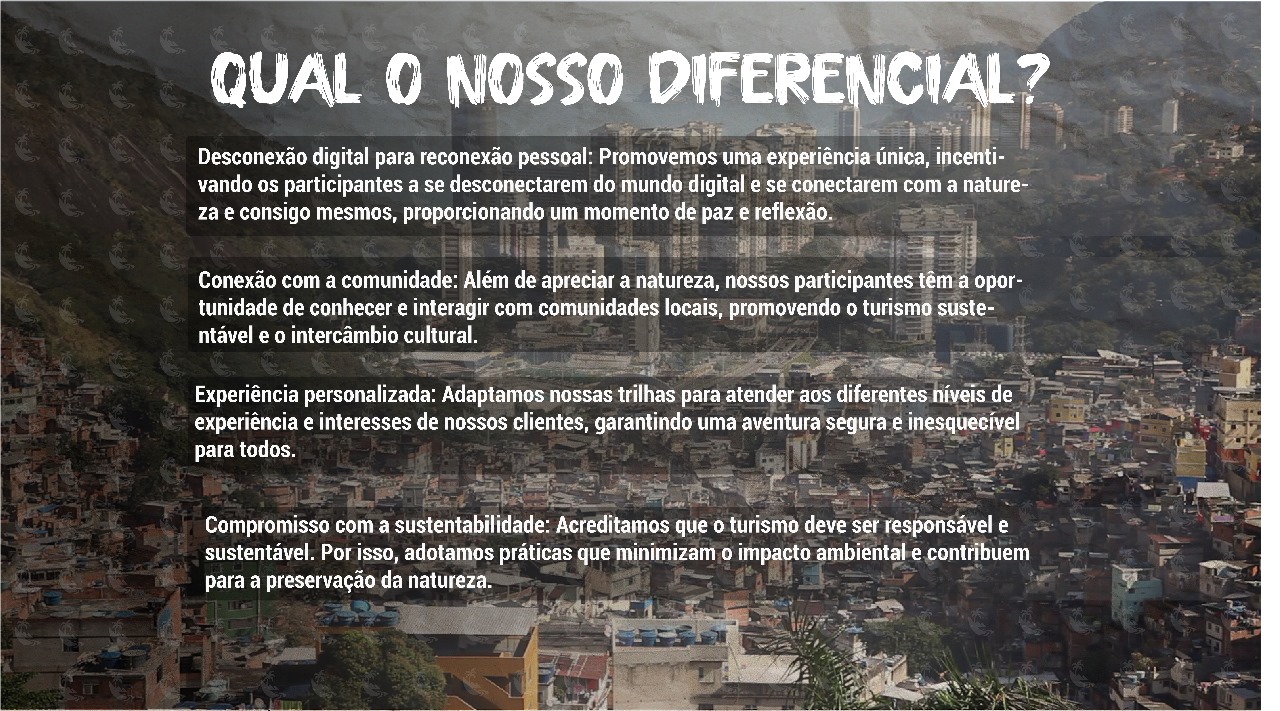 QUAL O NOSSO DIFERENCIAL?
Desconexão digital para reconexão pessoal: Promovemos uma experiência única, incenti-
vando os participantes a se desconectarem do mundo digital e se conectarem com a nature-
za e consigo mesmos, proporcionando um momento de paz e reflexão.
Conexão com a comunidade: Além de apreciar a natureza, nossos participantes têm a opor-
tunidade de conhecer e interagir com comunidades locais, promovendo o turismo suste-
ntável e o intercâmbio cultural.
Experiência personalizada: Adaptamos nossas trilhas para atender aos diferentes níveis de
experiência e interesses de nossos clientes, garantindo uma aventura segura e inesquecível
para todos.
Compromisso com a sustentabilidade: Acreditamos que o turismo deve ser responsável e
sustentável. Por isso, adotamos práticas que minimizam o impacto ambiental e contribuem
para a preservação da natureza.